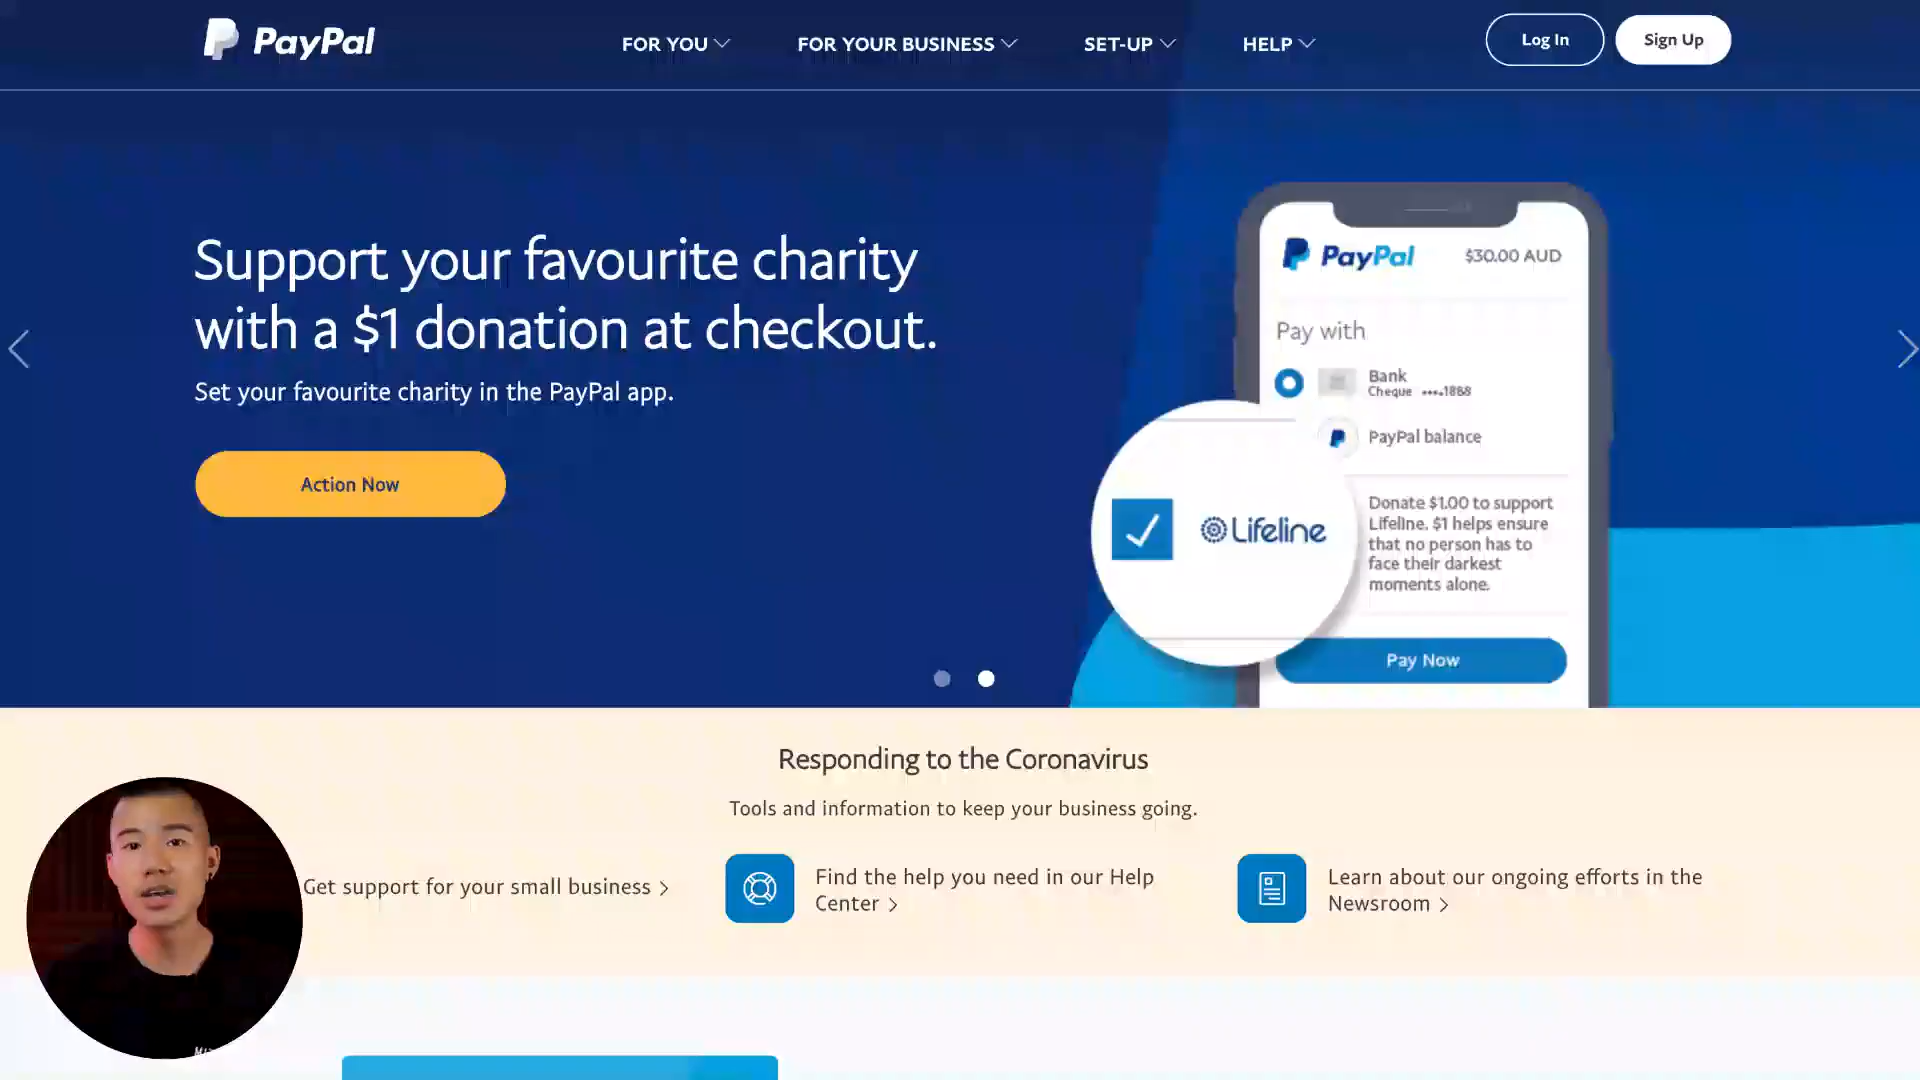 PayPal
FOR YOU
FOR YOUR BUSINESS
SET-UP
HELP
Log In
Sign Up
Support your favourite charity
with a $1 donation at checkout.
Set your favourite charity in the PayPal app.
Action Now
PayPal
$30.00 AUD
Pay with
Bank
Cheque ••••1868
PayPal balance
Lifeline
Donate $1.00 to support
Lifeline. $1 helps ensure
that no person has to
face their darkest
moments alone.
Pay Now
Responding to the Coronavirus
Tools and information to keep your business going.
Get support for your small business
Find the help you need in our Help
Center
Learn about our ongoing efforts in the
Newsroom